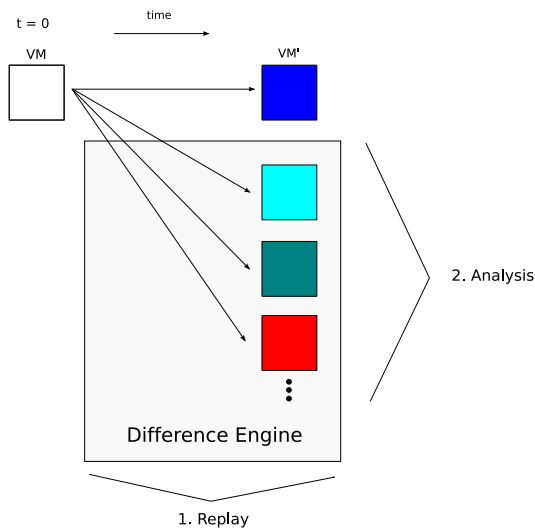 t = 0
time
VM
VM'
2. Analysis
Difference Engine
1. Replay